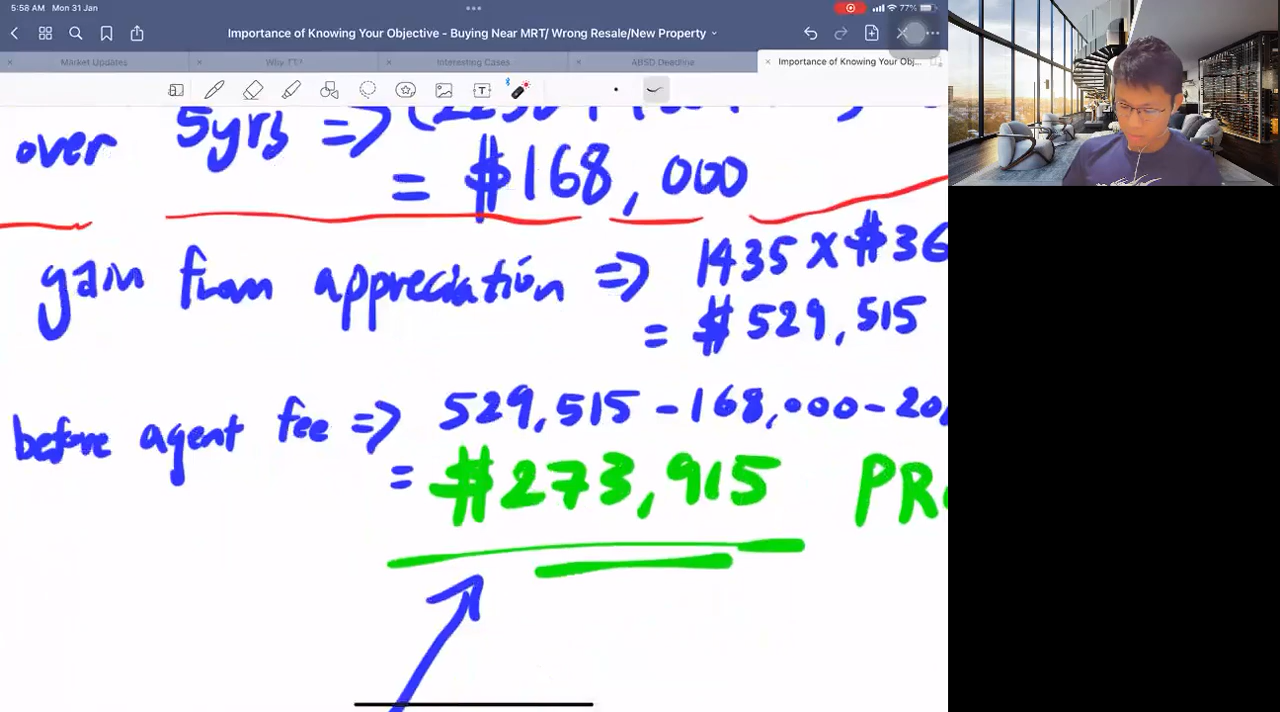 5:58 AM Mon 31 Jan
77%
Importance of Knowing Your Objective - Buying Near MRT/ Wrong Resale/New Property
Market Updates
Why FT?
Interesting Cases
ABSD Deadline
Importance of Knowing Your Obj...
over 5yrs =>
= $168,000
gain from appreciation => 1435 x $36
= $529,515
before agent fee => 529,515 - 168,000 - 20,
= $273,915 PR